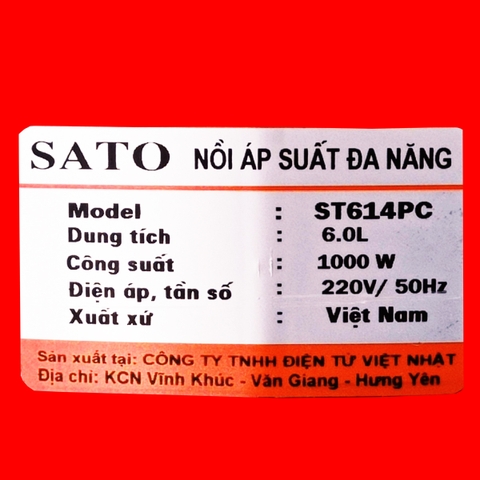 SATO NỒI ÁP SUẤT ĐA NĂNG
Model : ST614PC
Dung tích : 6.0L
Công suất : 1000 W
Điện áp, tần số : 220V/ 50Hz
Xuất xứ : Việt Nam
Sản xuất tại: CÔNG TY TNHH ĐIỆN TỬ VIỆT NHẬT
Địa chỉ: KCN Vĩnh Khúc - Văn Giang - Hưng Yên